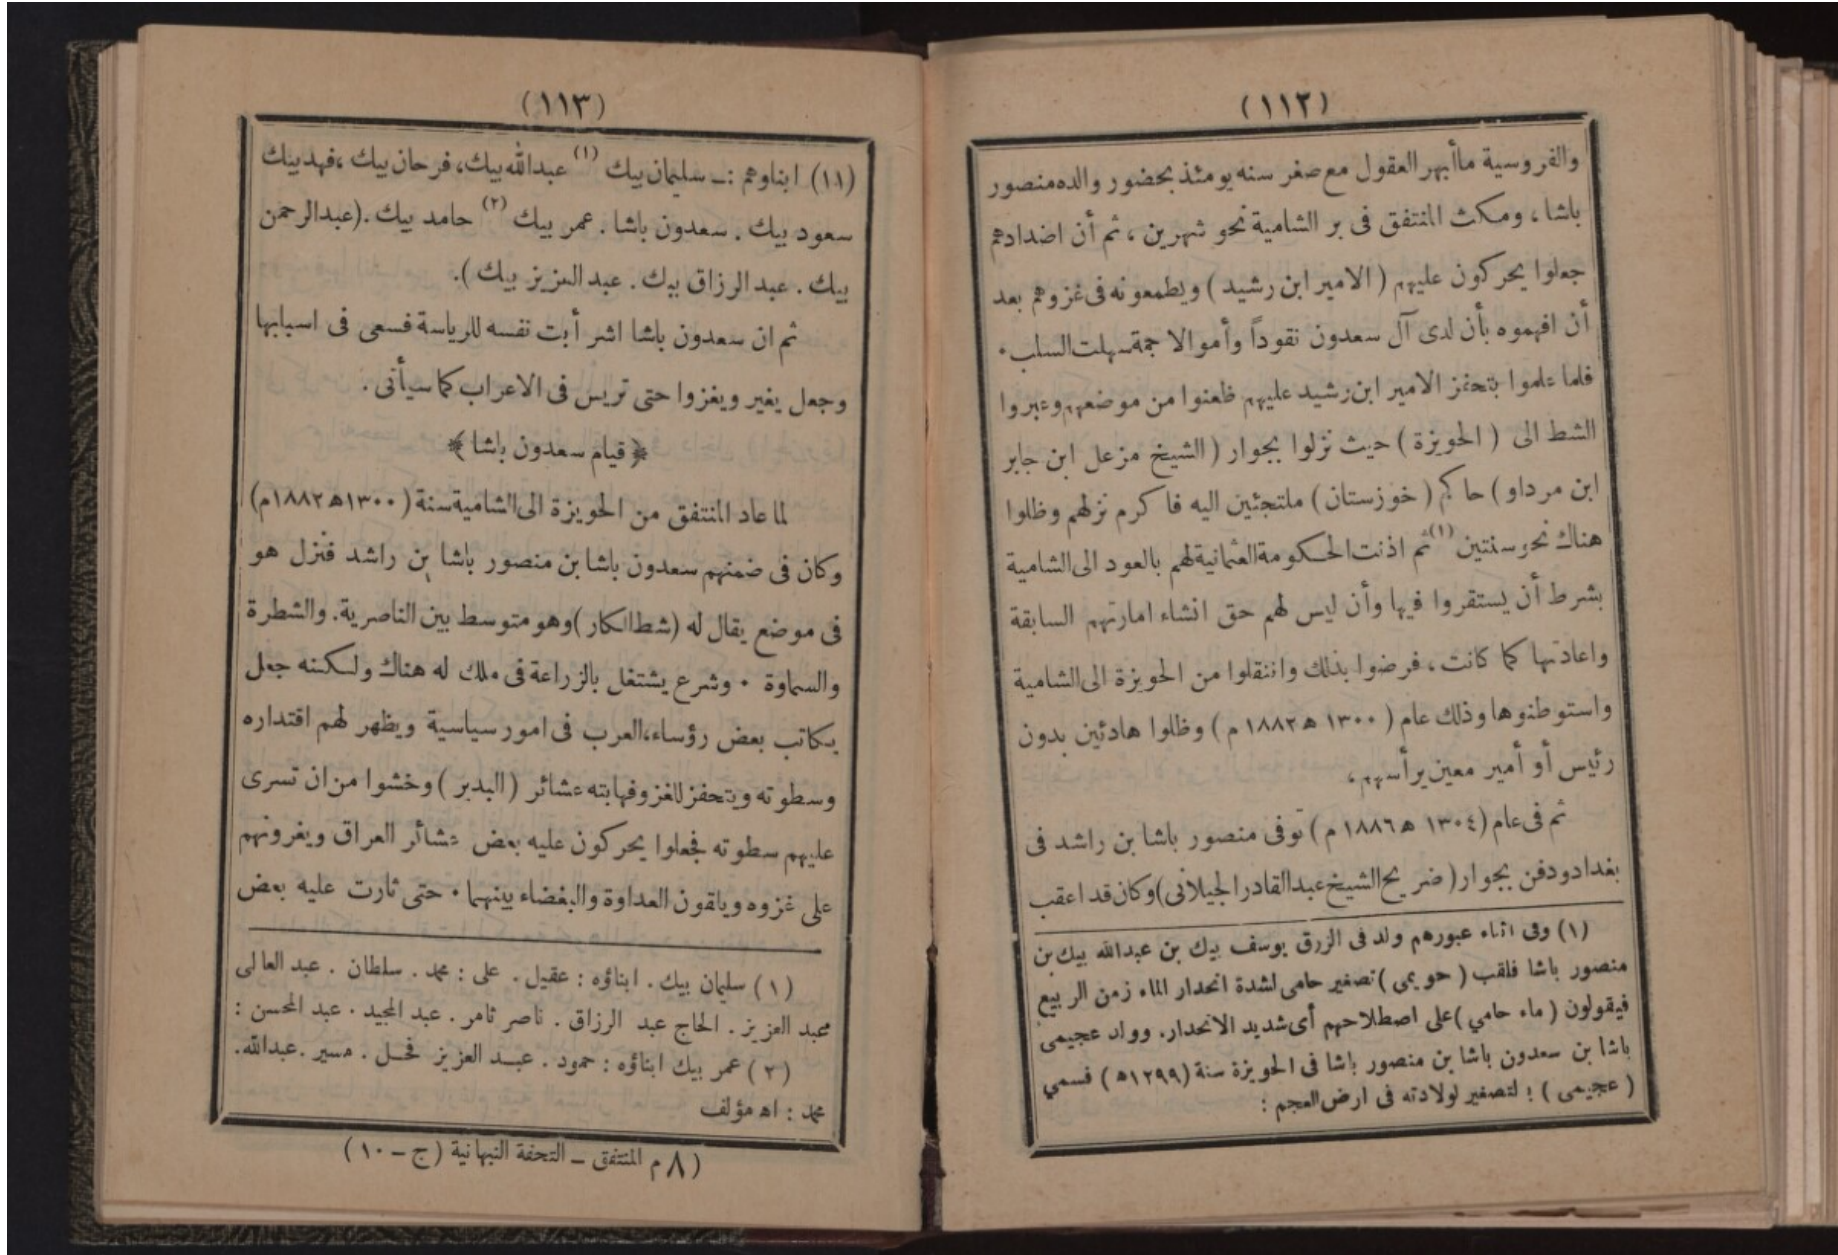 (١١٢)
والفروسية ما أبهر العقول مع صغر سنه يومئذ بحضور والده منصور
باشا ، ومكث المنتفق فى بر الشامية نحو شهرين ، ثم أن اضدادهم
جعلوا يحركون عليهم ( الامير ابن رشيد ) ويطمعونه فى غزوهم بعد
أن افهموه بأن لدى آل سعدون نقوداً وأموالا جمة سهلت السلب ٠
فلما علموا بتحفز الامير ابن رشيد عليهم ظعنوا من موضعهم وعبروا
الشط الى ( الحويزة ) حيث نزلوا بجوار ( الشيخ مزعل ابن جابر
ابن مرداو ) حاكم ( خوزستان ) ملتجئين اليه فاكرم نزلهم وظلوا
هناك نحو سنتين (١) ثم اذنت الحكومة العثمانية لهم بالعود الى الشامية
بشرط أن يستقروا فيها وأن ليس لهم حق انشاء امارتهم السابقة
واعادتها كما كانت ، فرضوا بذلك وانتقلوا من الحويزة الى الشامية
واستوطنوها وذلك عام ( ١٣٠٠ ه ١٨٨٢ م ) وظلوا هادئين بدون
رئيس أو أمير معين يرأسهم ،
ثم فى عام (١٣٠٤ ه ١٨٨٦ م ) توفى منصور باشا بن راشد فى
بغداد ودفن بجوار ( ضريح الشيخ عبد القادر الجيلانى ) وكان قد اعقب
(١) وفى اثناء عبورهم ولد فى الزرق يوسف بيك بن عبدالله بيك بن
منصور باشا فلقب ( حويمى ) تصغير حامى لشدة انحدار الماء زمن الربيع
فيقولون ( ماء حامي ) على اصطلاحهم أى شديد الانحدار. وولد عجيمى
باشا بن سعدون باشا بن منصور باشا فى الحويزة سنة (١٢٩٩ه ) فسمي
( عجيمى ) ؛ لتصغير لولادته فى ارض العجم :
(١١٣)
(١١) ابناوهم :ـ سليمان بيك (١) عبدالله بيك، فرحان بيك ،فهد بيك
سعود بيك . سعدون باشا . عمر بيك (٢) حامد بيك .(عبدالرحمن
بيك . عبد الرزاق بيك . عبد العزيز بيك ).
ثم ان سعدون باشا اشر أبت نفسه للرياسة فسعى فى اسبابها
وجعل يغير ويغزوا حتى تريس فى الاعراب كما سيأتى .
﴿ قيام سعدون باشا ﴾
لما عاد المنتفق من الحويزة الى الشامية سنة ( ١٣٠٠ه ١٨٨٢م )
وكان فى ضمنهم سعدون باشا بن منصور باشا بن راشد فنزل هو
فى موضع يقال له ( شط الكار ) وهو متوسط بين الناصرية. والشطرة
والسماوة ٠ وشرع يشتغل بالزراعة فى ملك له هناك ولكنه جعل
يكاتب بعض رؤساء،العرب فى امور سياسية ويظهر لهم اقتداره
وسطوته ويتحفز للغزو فهابته عشائر ( البدبر ) وخشوا من ان تسرى
عليهم سطوته فجعلوا يحركون عليه بعض عشائر العراق ويغرونهم
على غزوه ويلقون العداوة والبغضاء بينهما ٠ حتى ثارت عليه بعض
(١) سليمان بيك . ابناؤه : عقيل . على : محمد . سلطان . عبد العالى
عبد العزيز . الحاج عبد الرزاق . ناصر ثامر . عبد المجيد . عبد المحسن :
(٢) عمر بيك ابناؤه : حمود . عبد العزيز فحل . مسير .عبدالله.
محمد : اه مؤلف
(٨ م المنتفق ـ التحفة النبهانية ( ج ـ ١٠ )